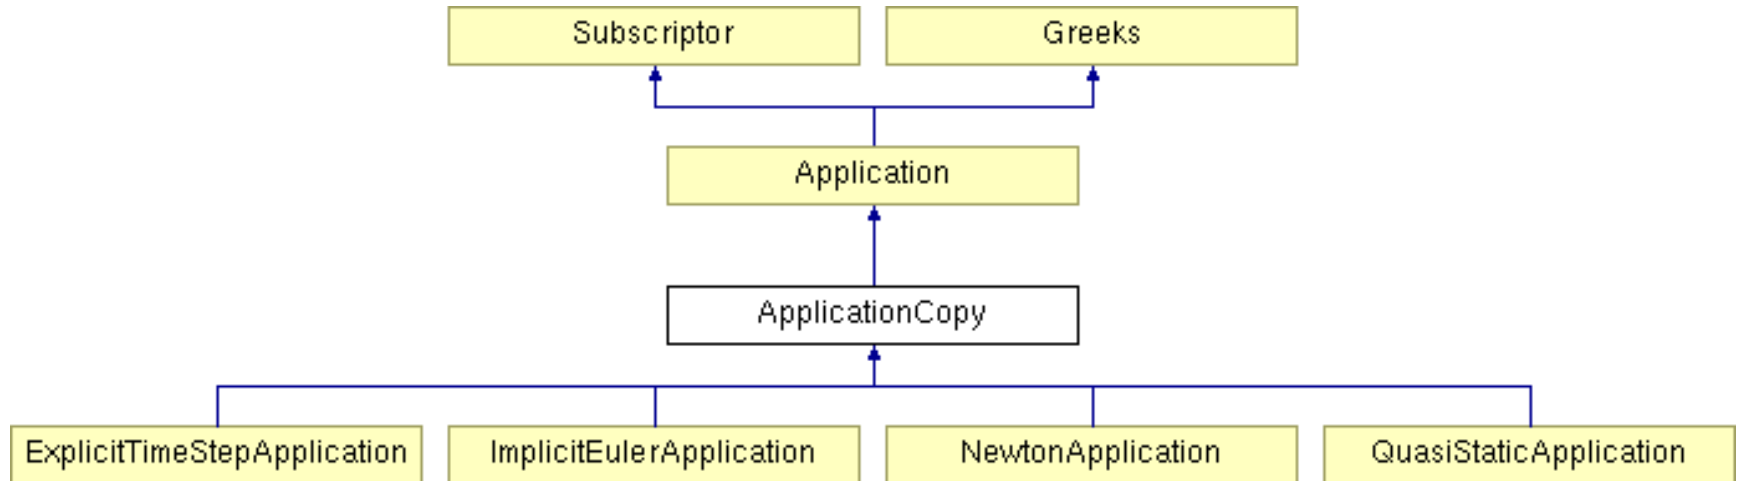 Subscriptor
Greeks
Application
ApplicationCopy
ExplicitTimeStepApplication
ImplicitEulerApplication
NewtonApplication
QuasiStaticApplication